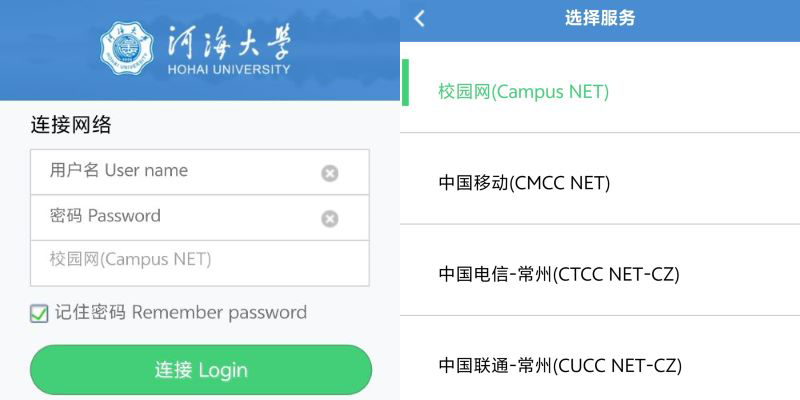 河海大学
HOHAI UNIVERSITY
连接网络
用户名 User name
密码 Password
校园网(Campus NET)
记住密码 Remember password
连接 Login
选择服务
校园网(Campus NET)
中国移动(CMCC NET)
中国电信-常州(CTCC NET-CZ)
中国联通-常州(CUCC NET-CZ)